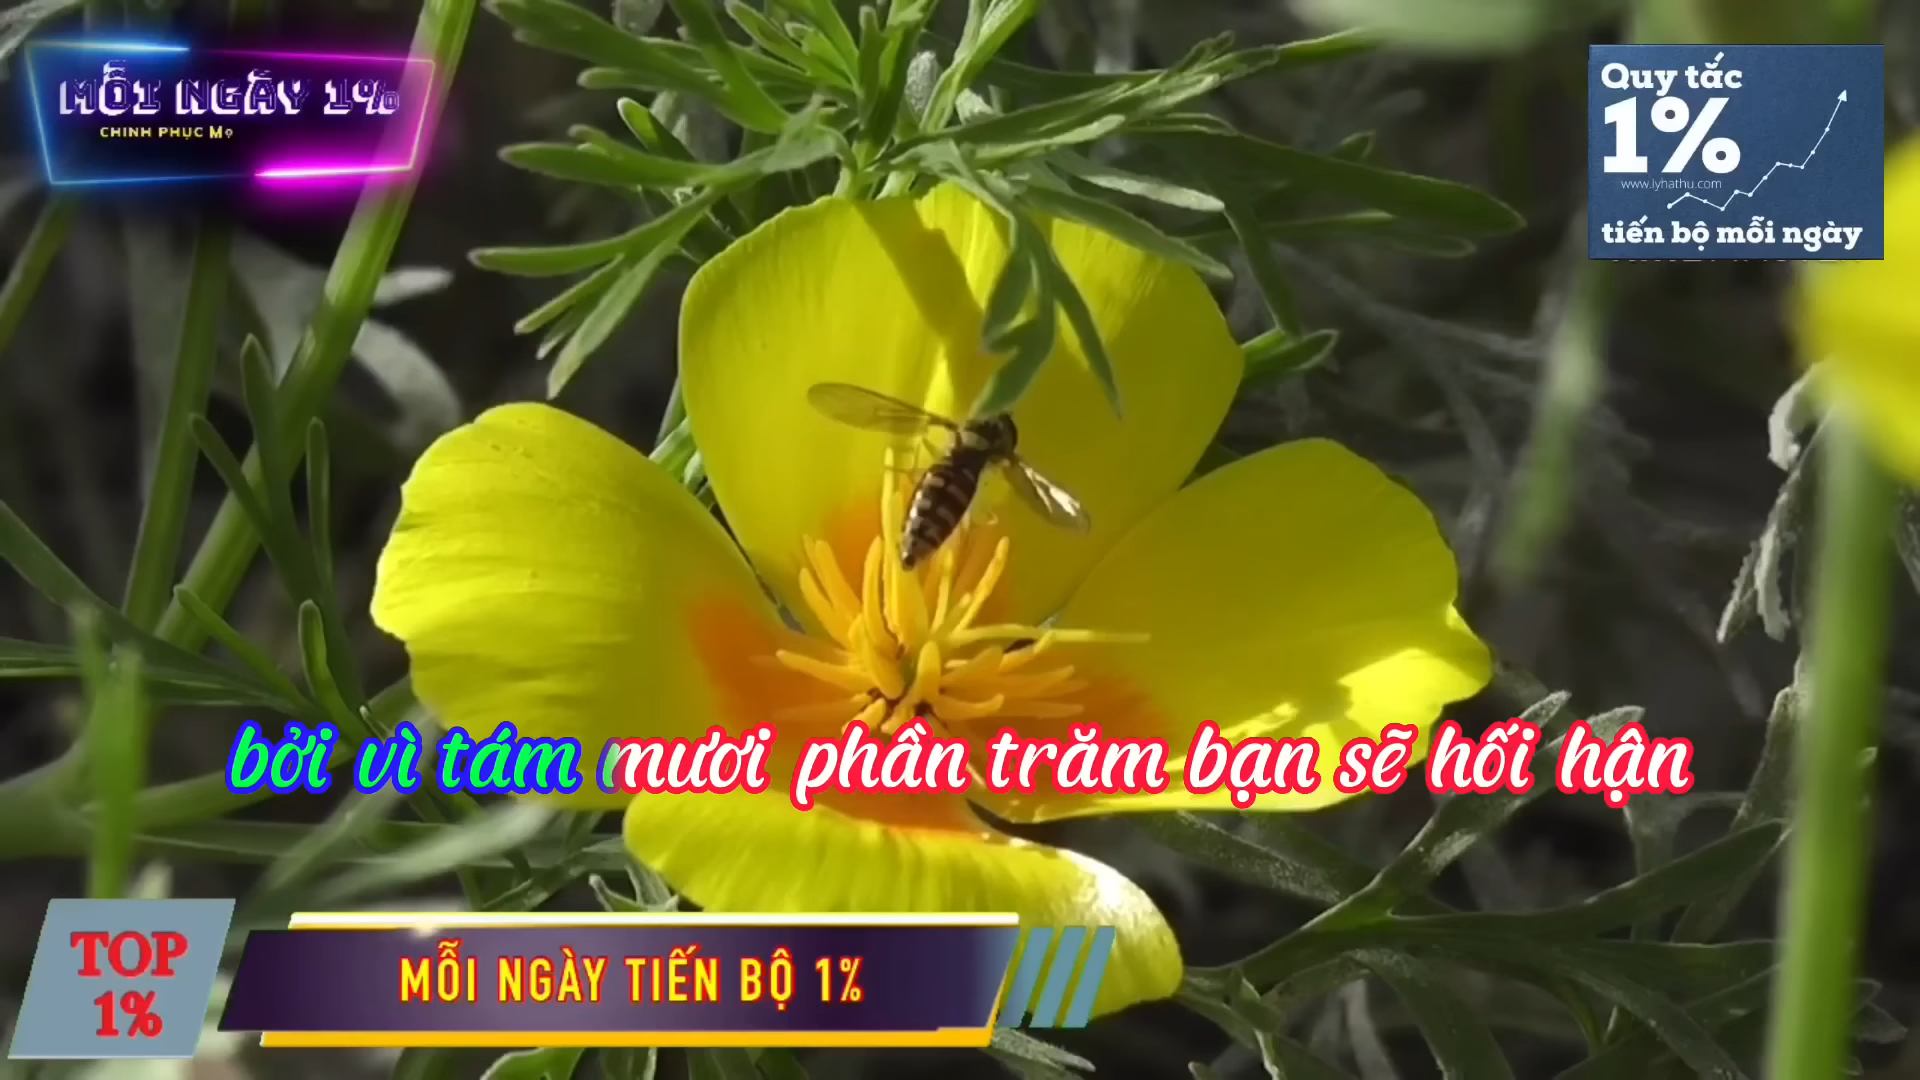 MỖI NGÀY 1%
CHINH PHỤC
Quy tắc
1%
www.lyhathu.com
tiến bộ mỗi ngày
bởi vì tám mươi phần trăm bạn sẽ hối hận
TOP
1%
MỖI NGÀY TIẾN BỘ 1%